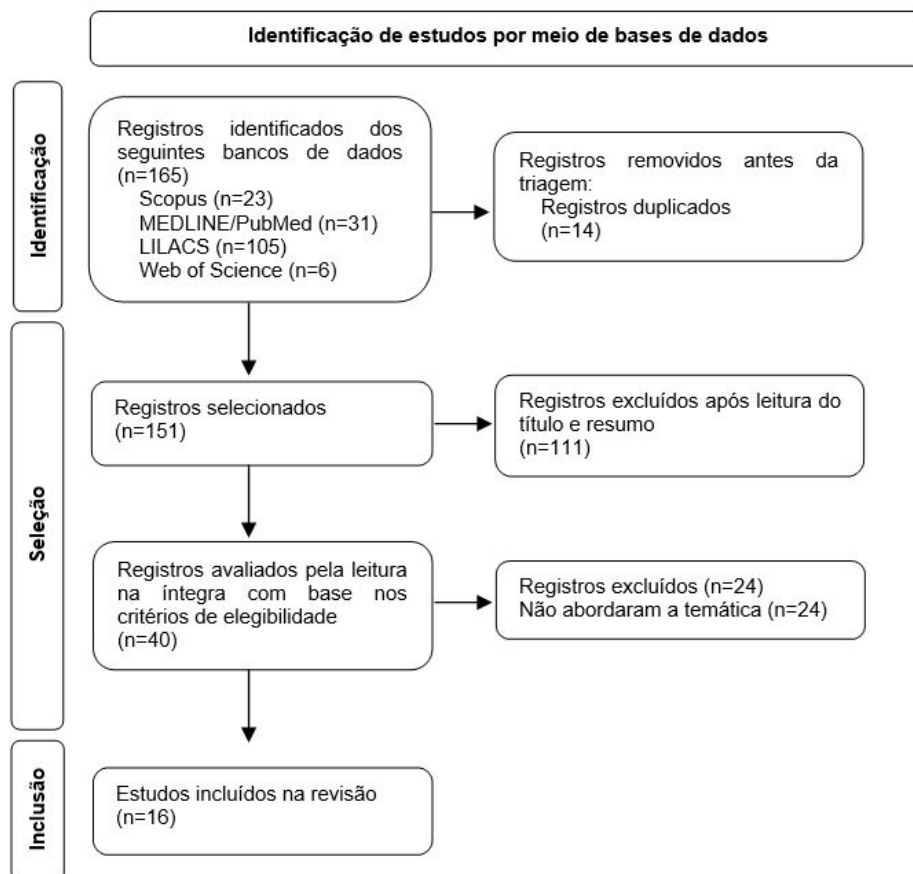 Identificação de estudos por meio de bases de dados
Identificação
Registros identificados dos
seguintes bancos de dados
(n=165)
Scopus (n=23)
MEDLINE/PubMed (n=31)
LILACS (n=105)
Web of Science (n=6)
Registros removidos antes da
triagem:
Registros duplicados
(n=14)
Seleção
Registros selecionados
(n=151)
Registros excluídos após leitura do
título e resumo
(n=111)
Registros avaliados pela leitura
na íntegra com base nos
critérios de elegibilidade
(n=40)
Registros excluídos (n=24)
Não abordaram a temática (n=24)
Inclusão
Estudos incluídos na revisão
(n=16)